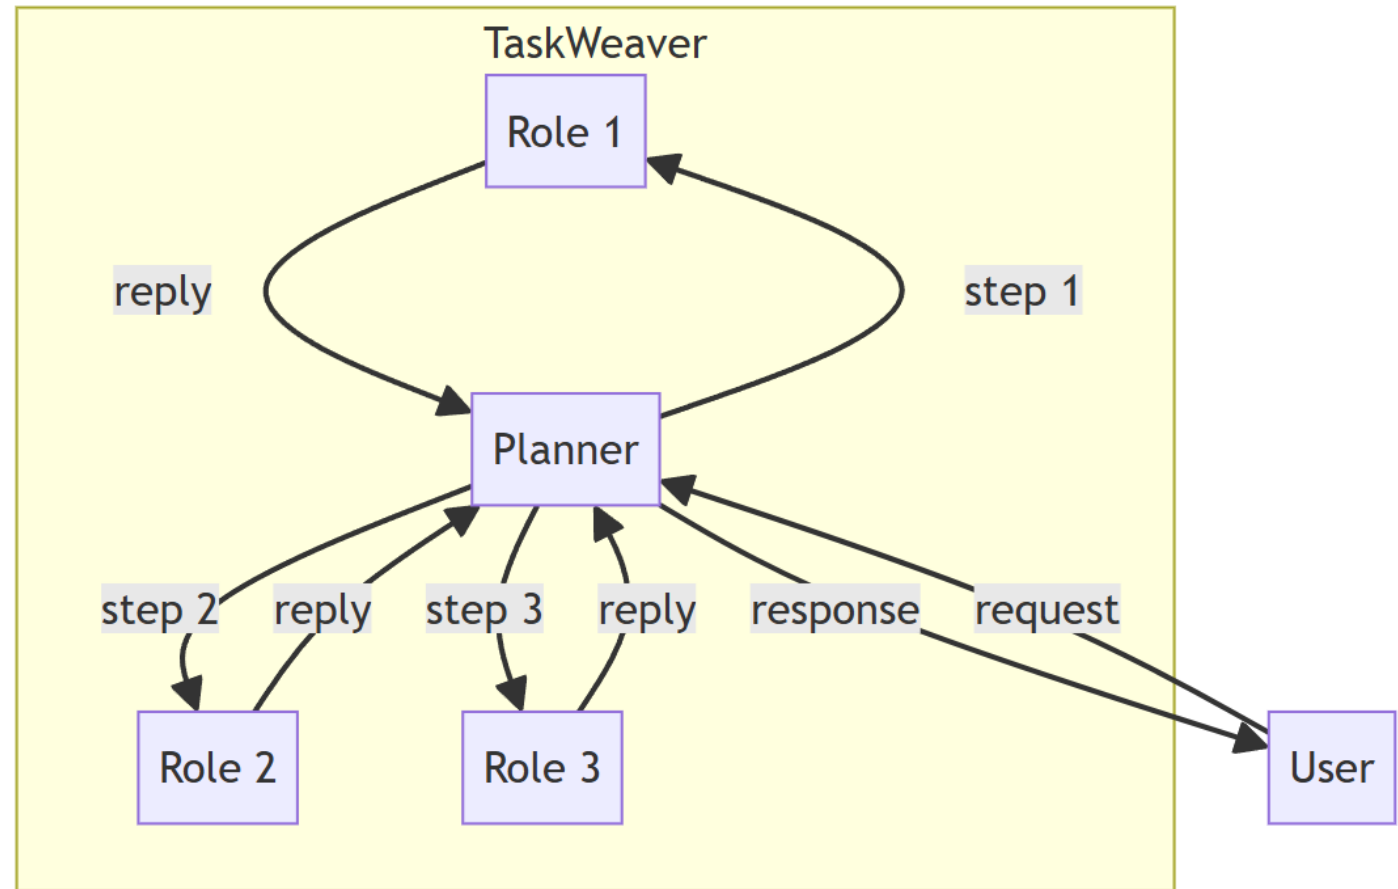 TaskWeaver
Role 1
reply
step 1
Planner
step 2
reply
step 3
reply
response
request
Role 2
Role 3
User